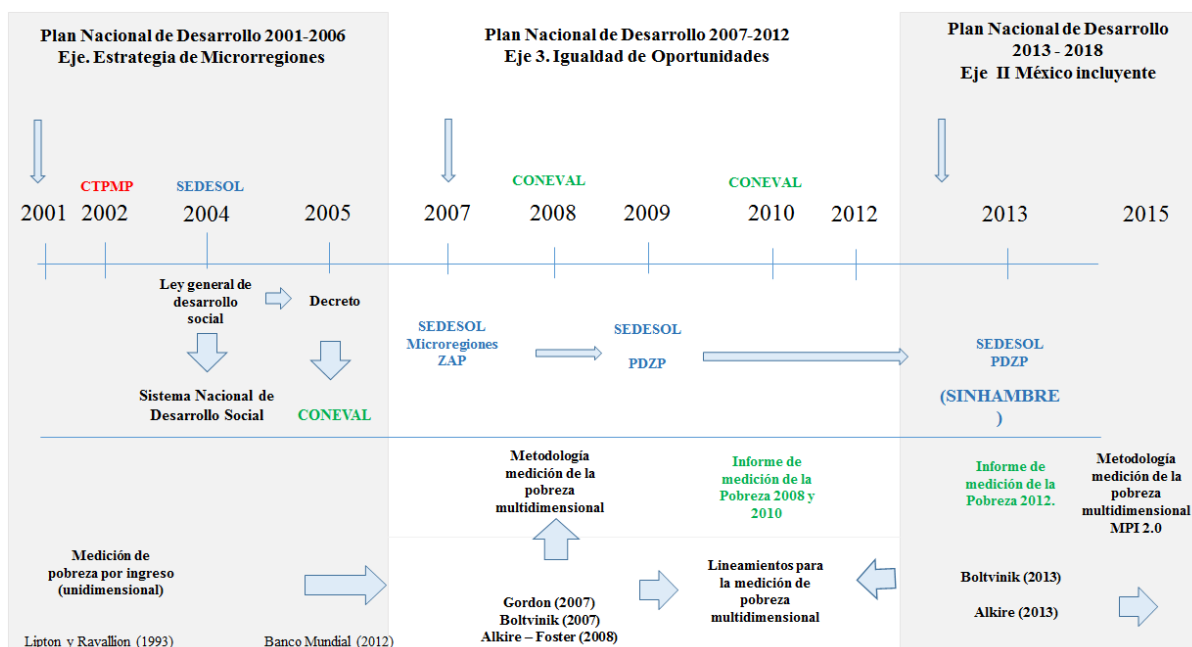 Plan Nacional de Desarrollo 2001-2006
Eje. Estrategia de Microrregiones
Plan Nacional de Desarrollo 2007-2012
Eje 3. Igualdad de Oportunidades
Plan Nacional de Desarrollo
2013 - 2018
Eje II México incluyente
CTPMP
SEDESOL
CONEVAL
CONEVAL
2001
2002
2004
2005
2007
2008
2009
2010
2012
2013
2015
Ley general de
desarrollo
social
Decreto
Sistema Nacional de
Desarrollo Social
CONEVAL
SEDESOL
Microregiones
ZAP
SEDESOL
PDZP
SEDESOL
PDZP
(SINHAMBRE
)
Metodología
medición de la
pobreza
multidimensional
Informe de
medición de la
Pobreza 2008 y
2010
Informe de
medición de la
Pobreza 2012.
Metodología
medición de la
pobreza
multidimensional
MPI 2.0
Medición de
pobreza por ingreso
(unidimensional)
Gordon (2007)
Boltvinik (2007)
Alkire – Foster (2008)
Lineamientos para
la medición de
pobreza
multidimensional
Boltvinik (2013)
Alkire (2013)
Lipton y Ravallion (1993)
Banco Mundial (2012)